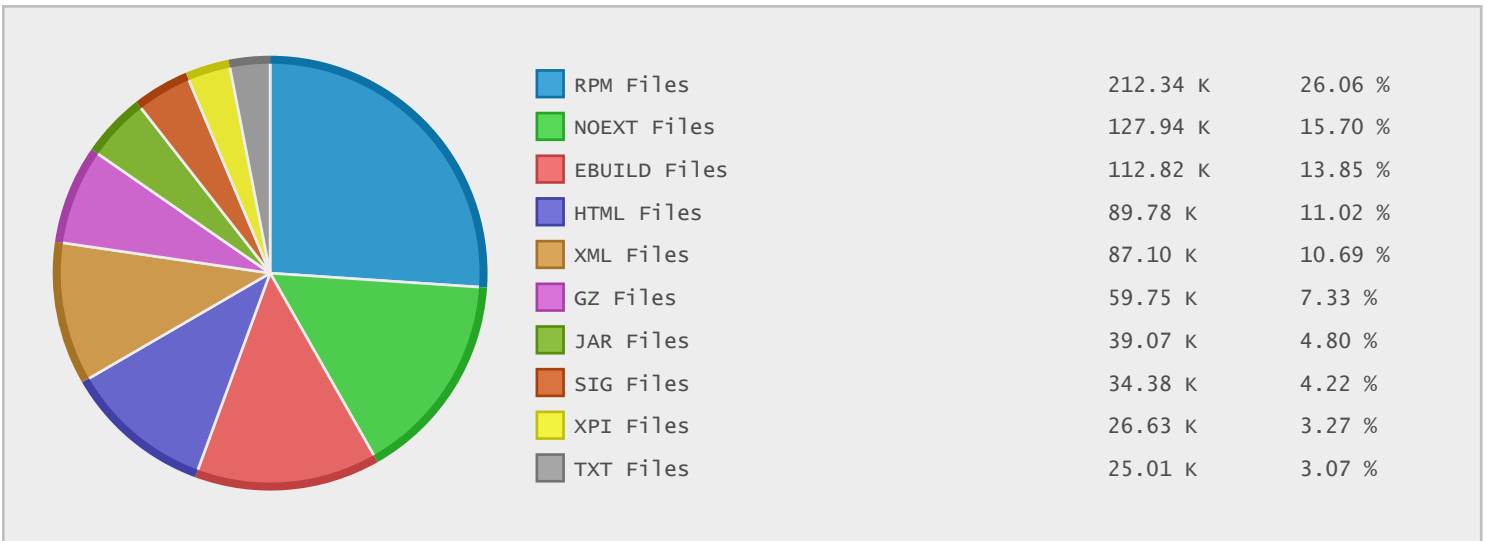 RPM Files 212.34 K 26.06 %
NOEXT Files 127.94 K 15.70 %
EBUILD Files 112.82 K 13.85 %
HTML Files 89.78 K 11.02 %
XML Files 87.10 K 10.69 %
GZ Files 59.75 K 7.33 %
JAR Files 39.07 K 4.80 %
SIG Files 34.38 K 4.22 %
XPI Files 26.63 K 3.27 %
TXT Files 25.01 K 3.07 %